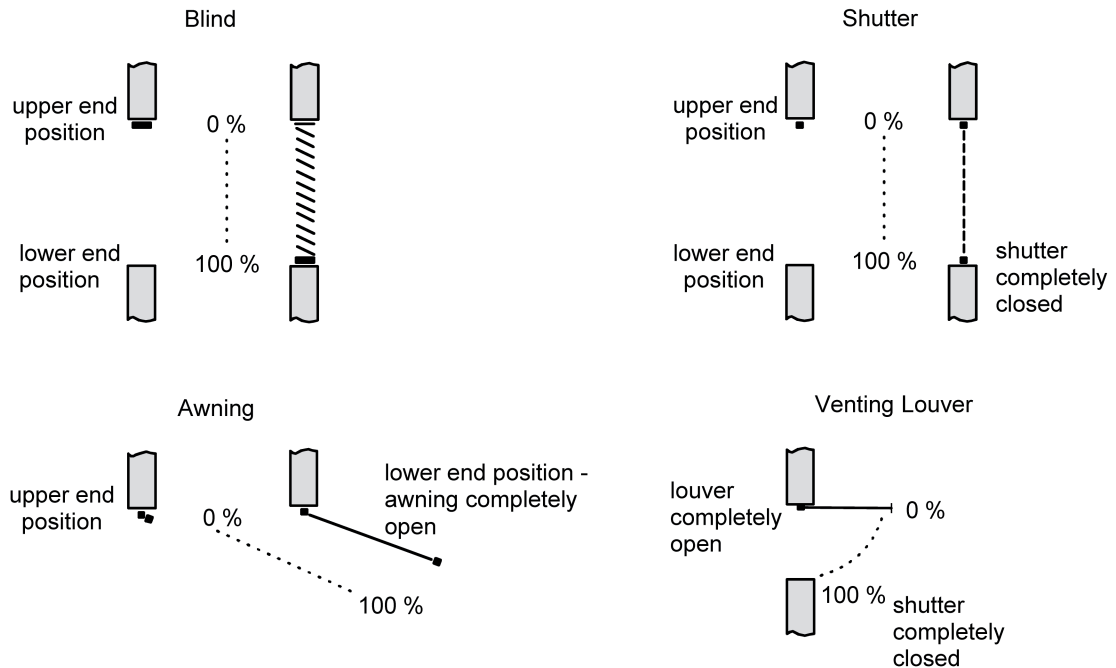 Blind
upper end
position
0 %
lower end
position
100 %
Shutter
upper end
position
0 %
lower end
position
100 %
shutter
completely
closed
Awning
upper end
position
0 %
100 %
lower end position -
awning completely
open
Venting Louver
louver
completely
open
0 %
100 %
shutter
completely
closed